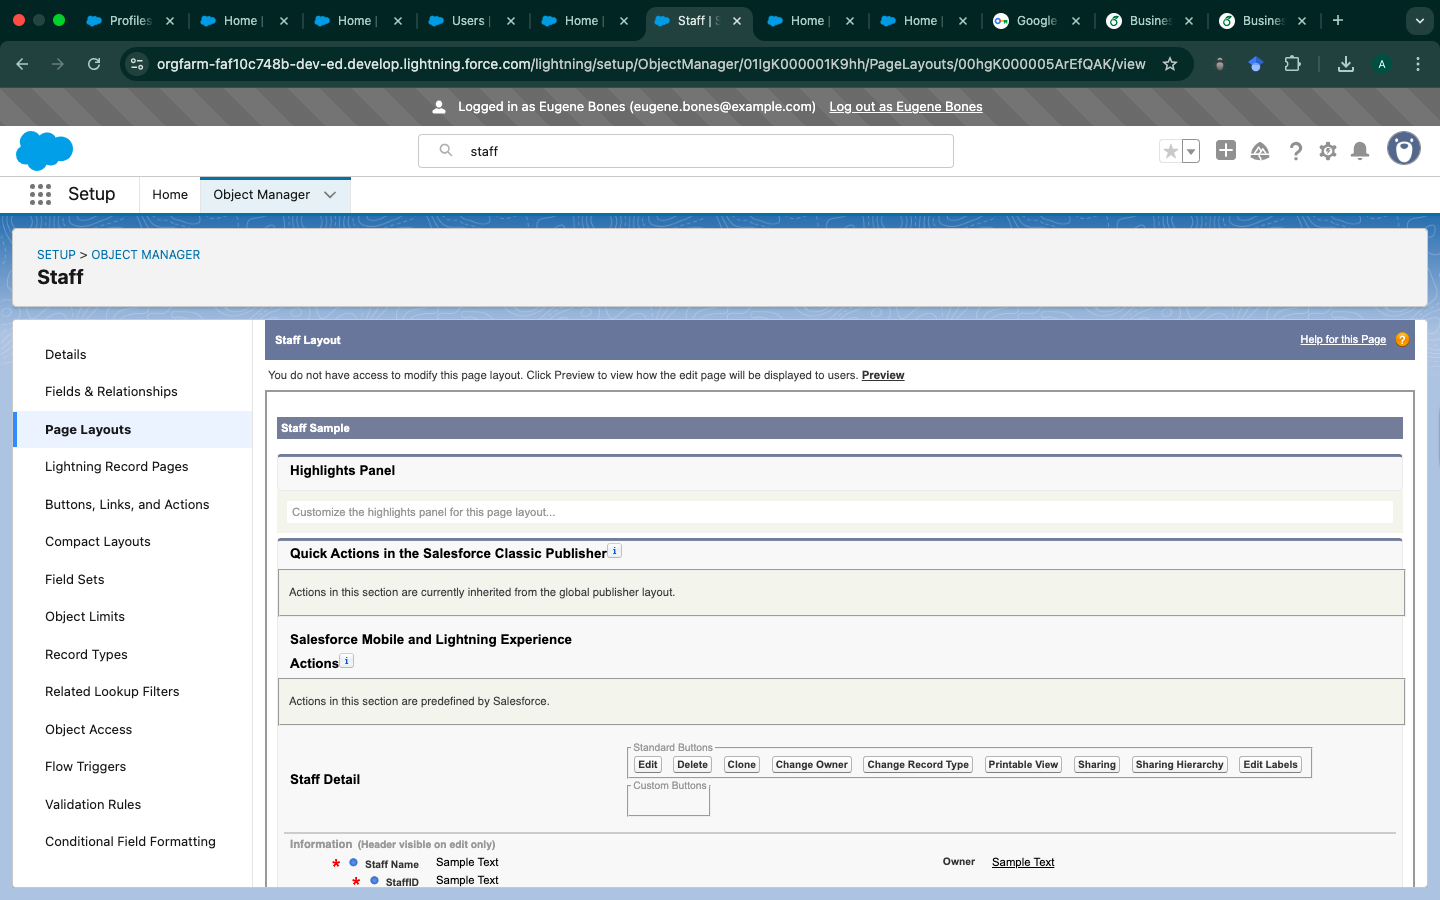 Profiles
Home |
Home |
Users |
Home |
Staff | S
Home |
Home |
Google
Busines
Busines
orgfarm-faf10c748b-dev-ed.develop.lightning.force.com/lightning/setup/ObjectManager/01IgK000001K9hh/PageLayouts/00hgK000005ArEfQAK/view
A
Logged in as Eugene Bones (eugene.bones@example.com) Log out as Eugene Bones
staff
Setup
Home
Object Manager
SETUP > OBJECT MANAGER
Staff
Details
Fields & Relationships
Page Layouts
Lightning Record Pages
Buttons, Links, and Actions
Compact Layouts
Field Sets
Object Limits
Record Types
Related Lookup Filters
Object Access
Flow Triggers
Validation Rules
Conditional Field Formatting
Staff Layout
Help for this Page ?
You do not have access to modify this page layout. Click Preview to view how the edit page will be displayed to users. Preview
Staff Sample
Highlights Panel
Customize the highlights panel for this page layout...
Quick Actions in the Salesforce Classic Publisher i
Actions in this section are currently inherited from the global publisher layout.
Salesforce Mobile and Lightning Experience
Actions i
Actions in this section are predefined by Salesforce.
Staff Detail
Standard Buttons
Edit Delete Clone Change Owner Change Record Type Printable View Sharing Sharing Hierarchy Edit Labels
Custom Buttons
Information (Header visible on edit only)
* Staff Name Sample Text
Owner Sample Text
* StaffID Sample Text